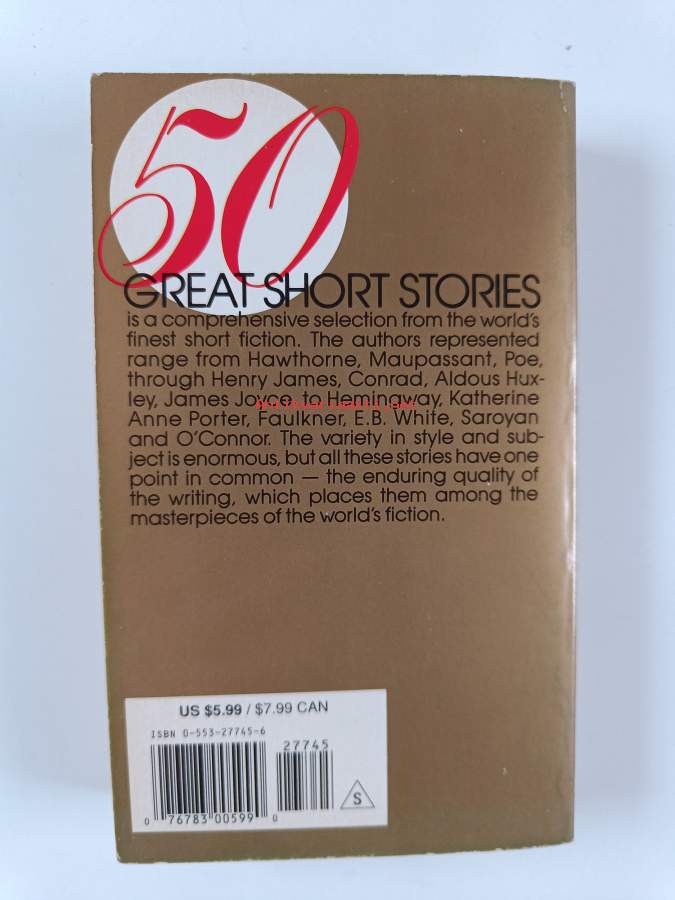 50
GREAT SHORT STORIES
is a comprehensive selection from the world's
finest short fiction. The authors represented
range from Hawthorne, Maupassant, Poe,
through Henry James, Conrad, Aldous Hux-
ley, James Joyce, to Hemingway, Katherine
Anne Porter, Faulkner, E.B. White, Saroyan
and O'Connor. The variety in style and sub-
ject is enormous, but all these stories have one
point in common — the enduring quality of
the writing, which places them among the
masterpieces of the world's fiction.
US $5.99 / $7.99 CAN
ISBN 0-553-27745-6
27745
S
0 76783 00599 0